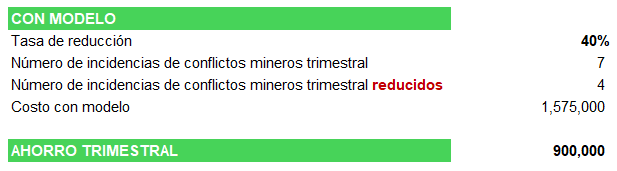 CON MODELO
Tasa de reducción 40%
Número de incidencias de conflictos mineros trimestral 7
Número de incidencias de conflictos mineros trimestral reducidos 4
Costo con modelo 1,575,000
AHORRO TRIMESTRAL 900,000